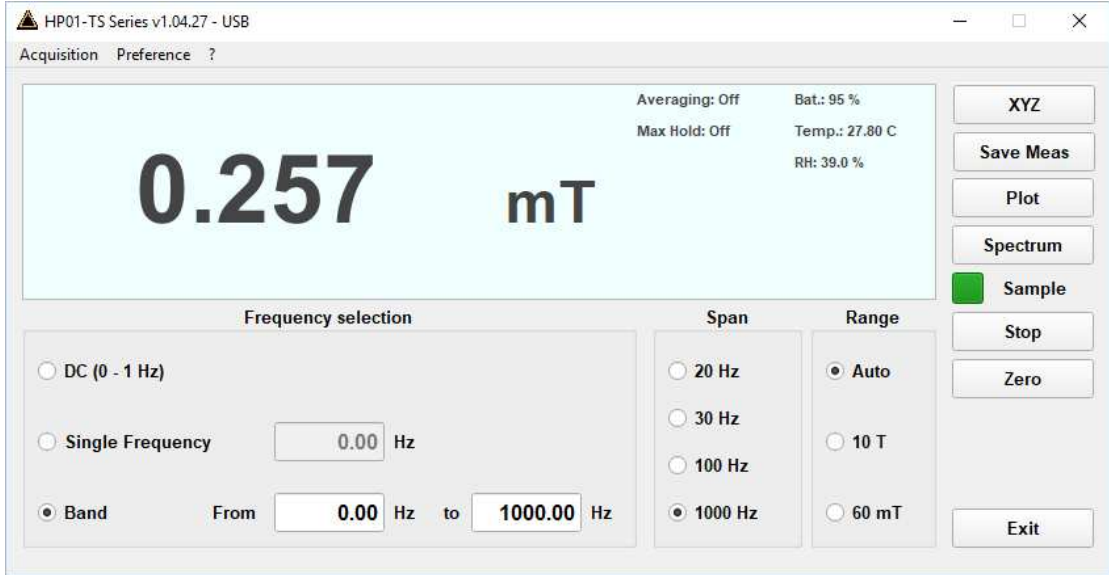 HP01-TS Series v1.04.27 - USB
Acquisition Preference ?
Averaging: Off
Bat.: 95 %
Max Hold: Off
Temp.: 27.80 C
RH: 39.0 %
0.257 mT
XYZ
Save Meas
Plot
Spectrum
Sample
Stop
Zero
Exit
Frequency selection
DC (0 - 1 Hz)
Single Frequency 0.00 Hz
Band From 0.00 Hz to 1000.00 Hz
Span
20 Hz
30 Hz
100 Hz
1000 Hz
Range
Auto
10 T
60 mT